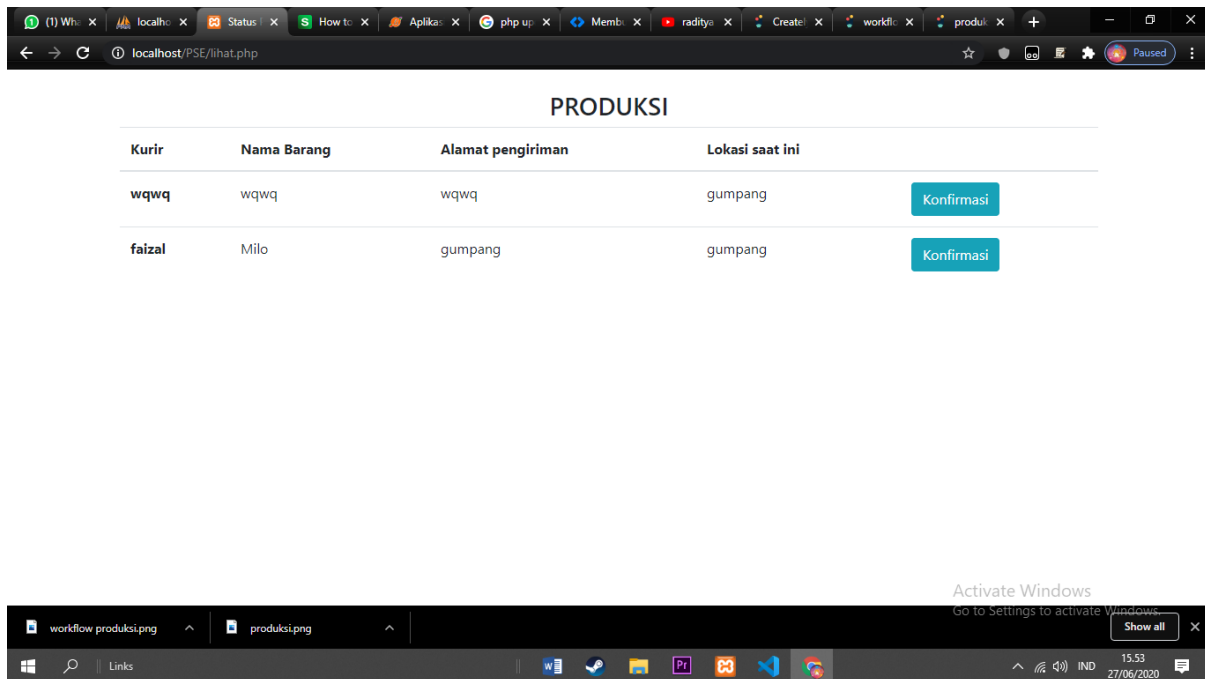 (1) Wha
localho
Status
How to
Aplikas
php up
Membu
raditya
Create
workflo
produk
localhost/PSE/lihat.php
Paused
PRODUKSI
Kurir Nama Barang Alamat pengiriman Lokasi saat ini
wqwq wqwq wqwq gumpang Konfirmasi
faizal Milo gumpang gumpang Konfirmasi
Activate Windows
Go to Settings to activate Windows.
workflow produksi.png
produksi.png
Show all
Links
IND
15.53
27/06/2020